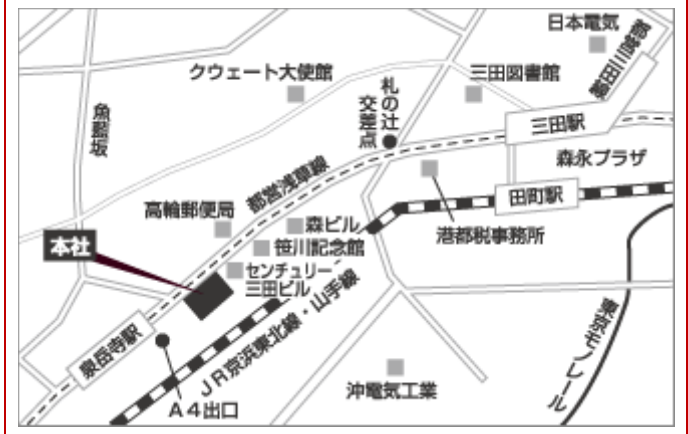 日本電気
都営三田線
クウェート大使館
札の辻
交差点
三田図書館
魚藍坂
三田駅
森永プラザ
都営浅草線
田町駅
高輪郵便局
森ビル
港都税事務所
本社
笹川記念館
センチュリー
三田ビル
JR京浜東北線・山手線
東京モノレール
泉岳寺駅
沖電気工業
A4出口